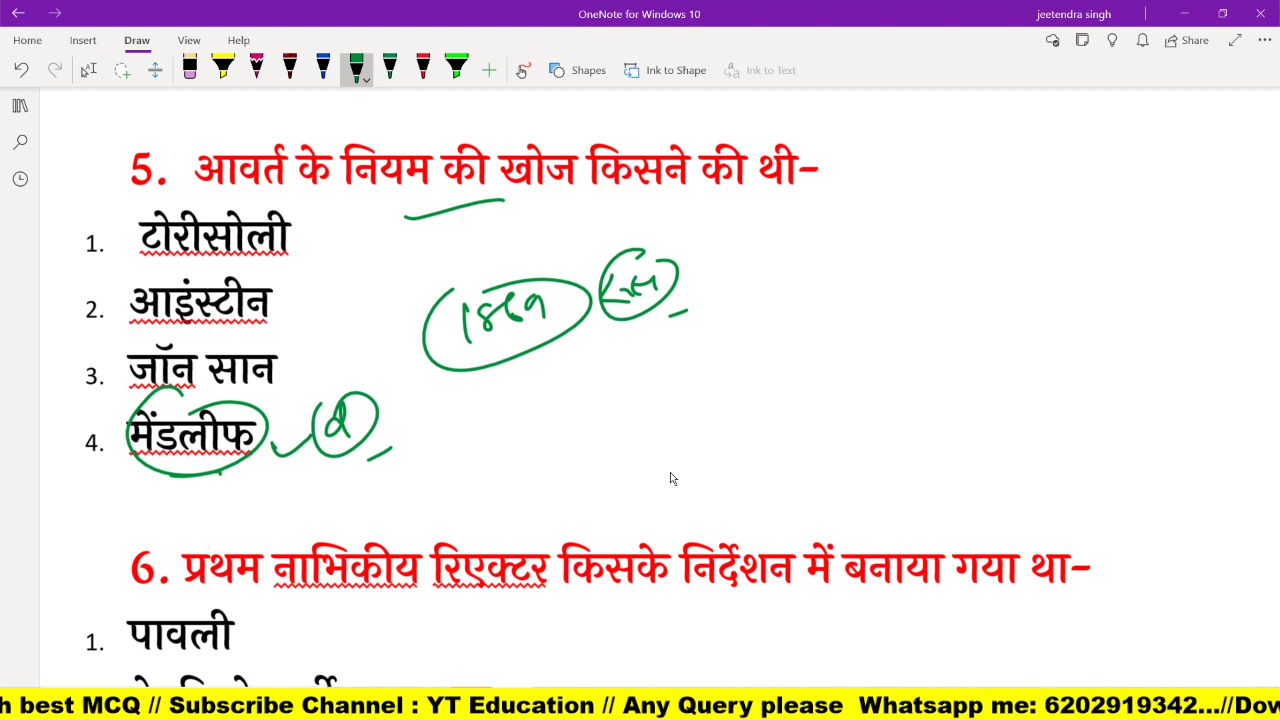 OneNote for Windows 10
jeetendra singh
Home Insert Draw View Help
Share
Shapes Ink to Shape Ink to Text
5. आवर्त के नियम की खोज किसने की थी-
1. टोरीसोली
2. आइंस्टीन
1869
3. जॉन सान
4. मेंडलीफ
6. प्रथम नाभिकीय रिएक्टर किसके निर्देशन में बनाया गया था-
1. पावली
h best MCQ // Subscribe Channel : YT Education // Any Query please Whatsapp me: 6202919342...//Dov